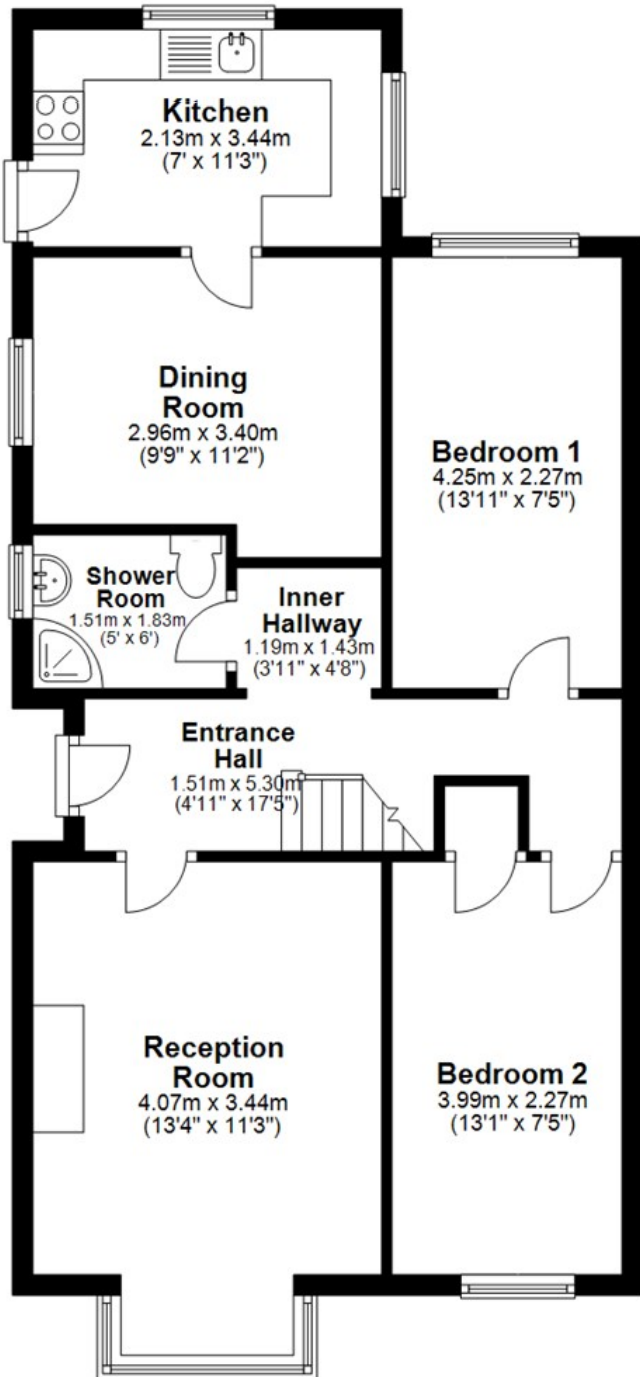 Kitchen
2.13m x 3.44m
(7' x 11'3")
Dining
Room
2.96m x 3.40m
(9'9" x 11'2")
Bedroom 1
4.25m x 2.27m
(13'11" x 7'5")
Shower
Room
1.51m x 1.83m
(5' x 6')
Inner
Hallway
1.19m x 1.43m
(3'11" x 4'8")
Entrance
Hall
1.51m x 5.30m
(4'11" x 17'5")
Reception
Room
4.07m x 3.44m
(13'4" x 11'3")
Bedroom 2
3.99m x 2.27m
(13'1" x 7'5")